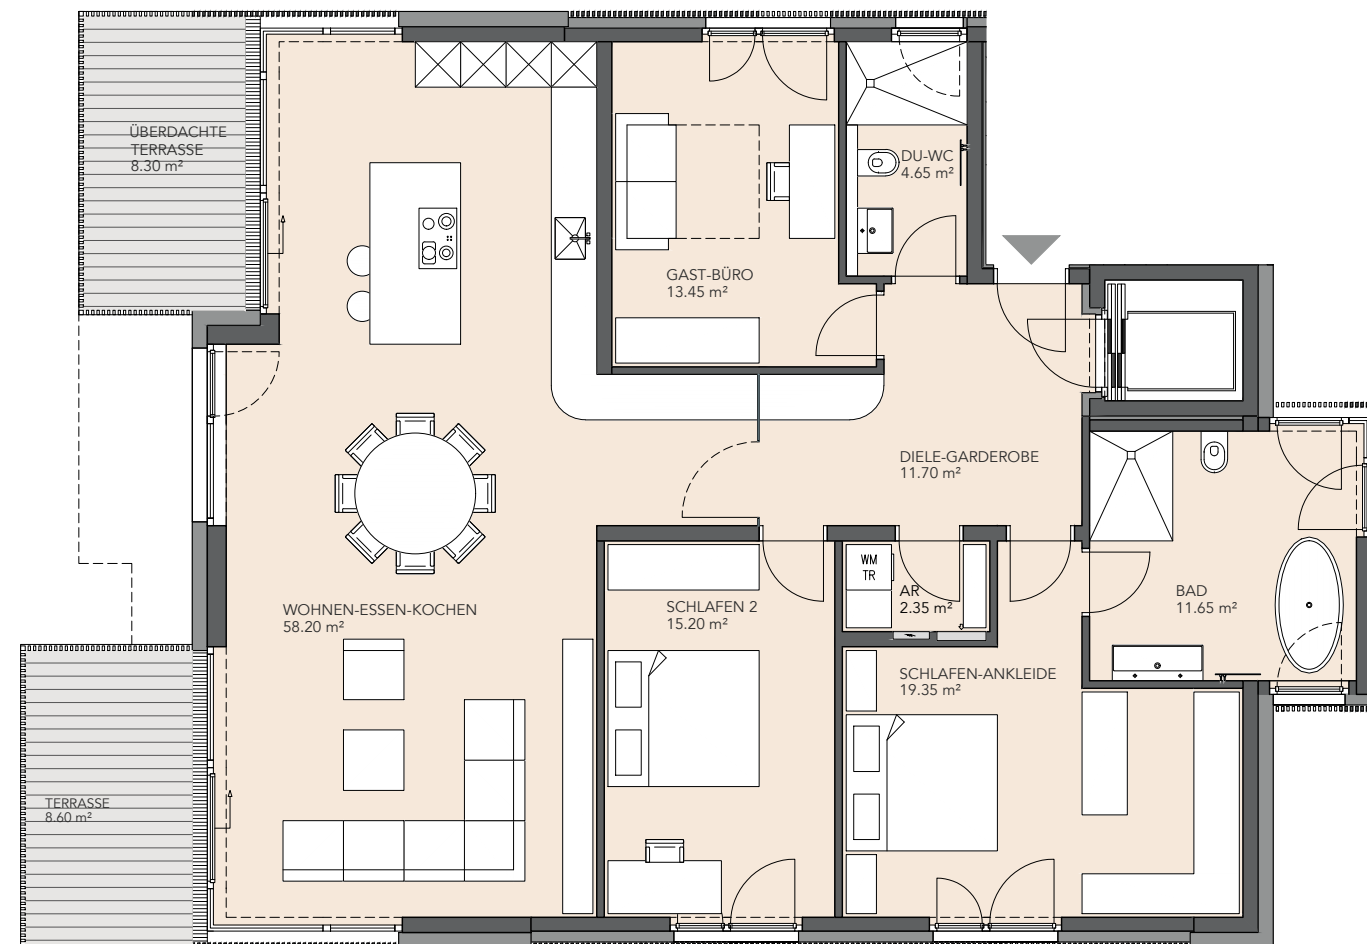 ÜBERDACHTE
TERRASSE
8.30 m²
DU-WC
4.65 m²
GAST-BÜRO
13.45 m²
DIELE-GARDEROBE
11.70 m²
WOHNEN-ESSEN-KOCHEN
58.20 m²
SCHLAFEN 2
15.20 m²
WM
TR
AR
2.35 m²
BAD
11.65 m²
SCHLAFEN-ANKLEIDE
19.35 m²
TERRASSE
8.60 m²